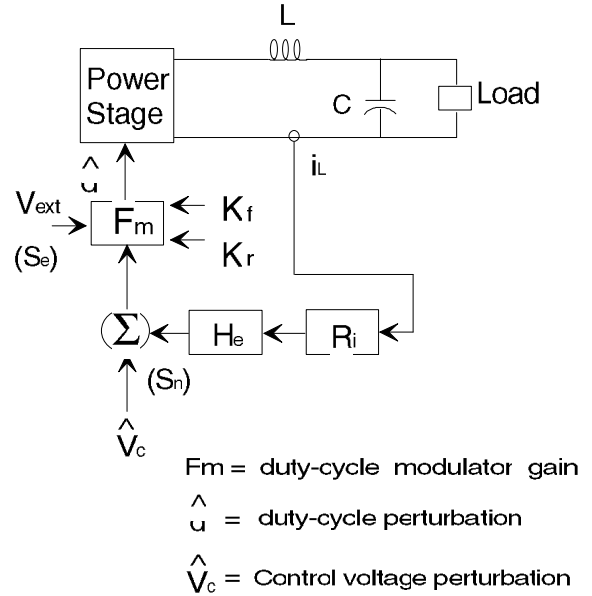 L
Power
Stage
C
Load
iL
^
u
Vext
(Se)
Fm
Kf
Kr
(Σ)
He
Ri
(Sn)
^
Vc
Fm = duty-cycle modulator gain
^
u = duty-cycle perturbation
^
Vc = Control voltage perturbation